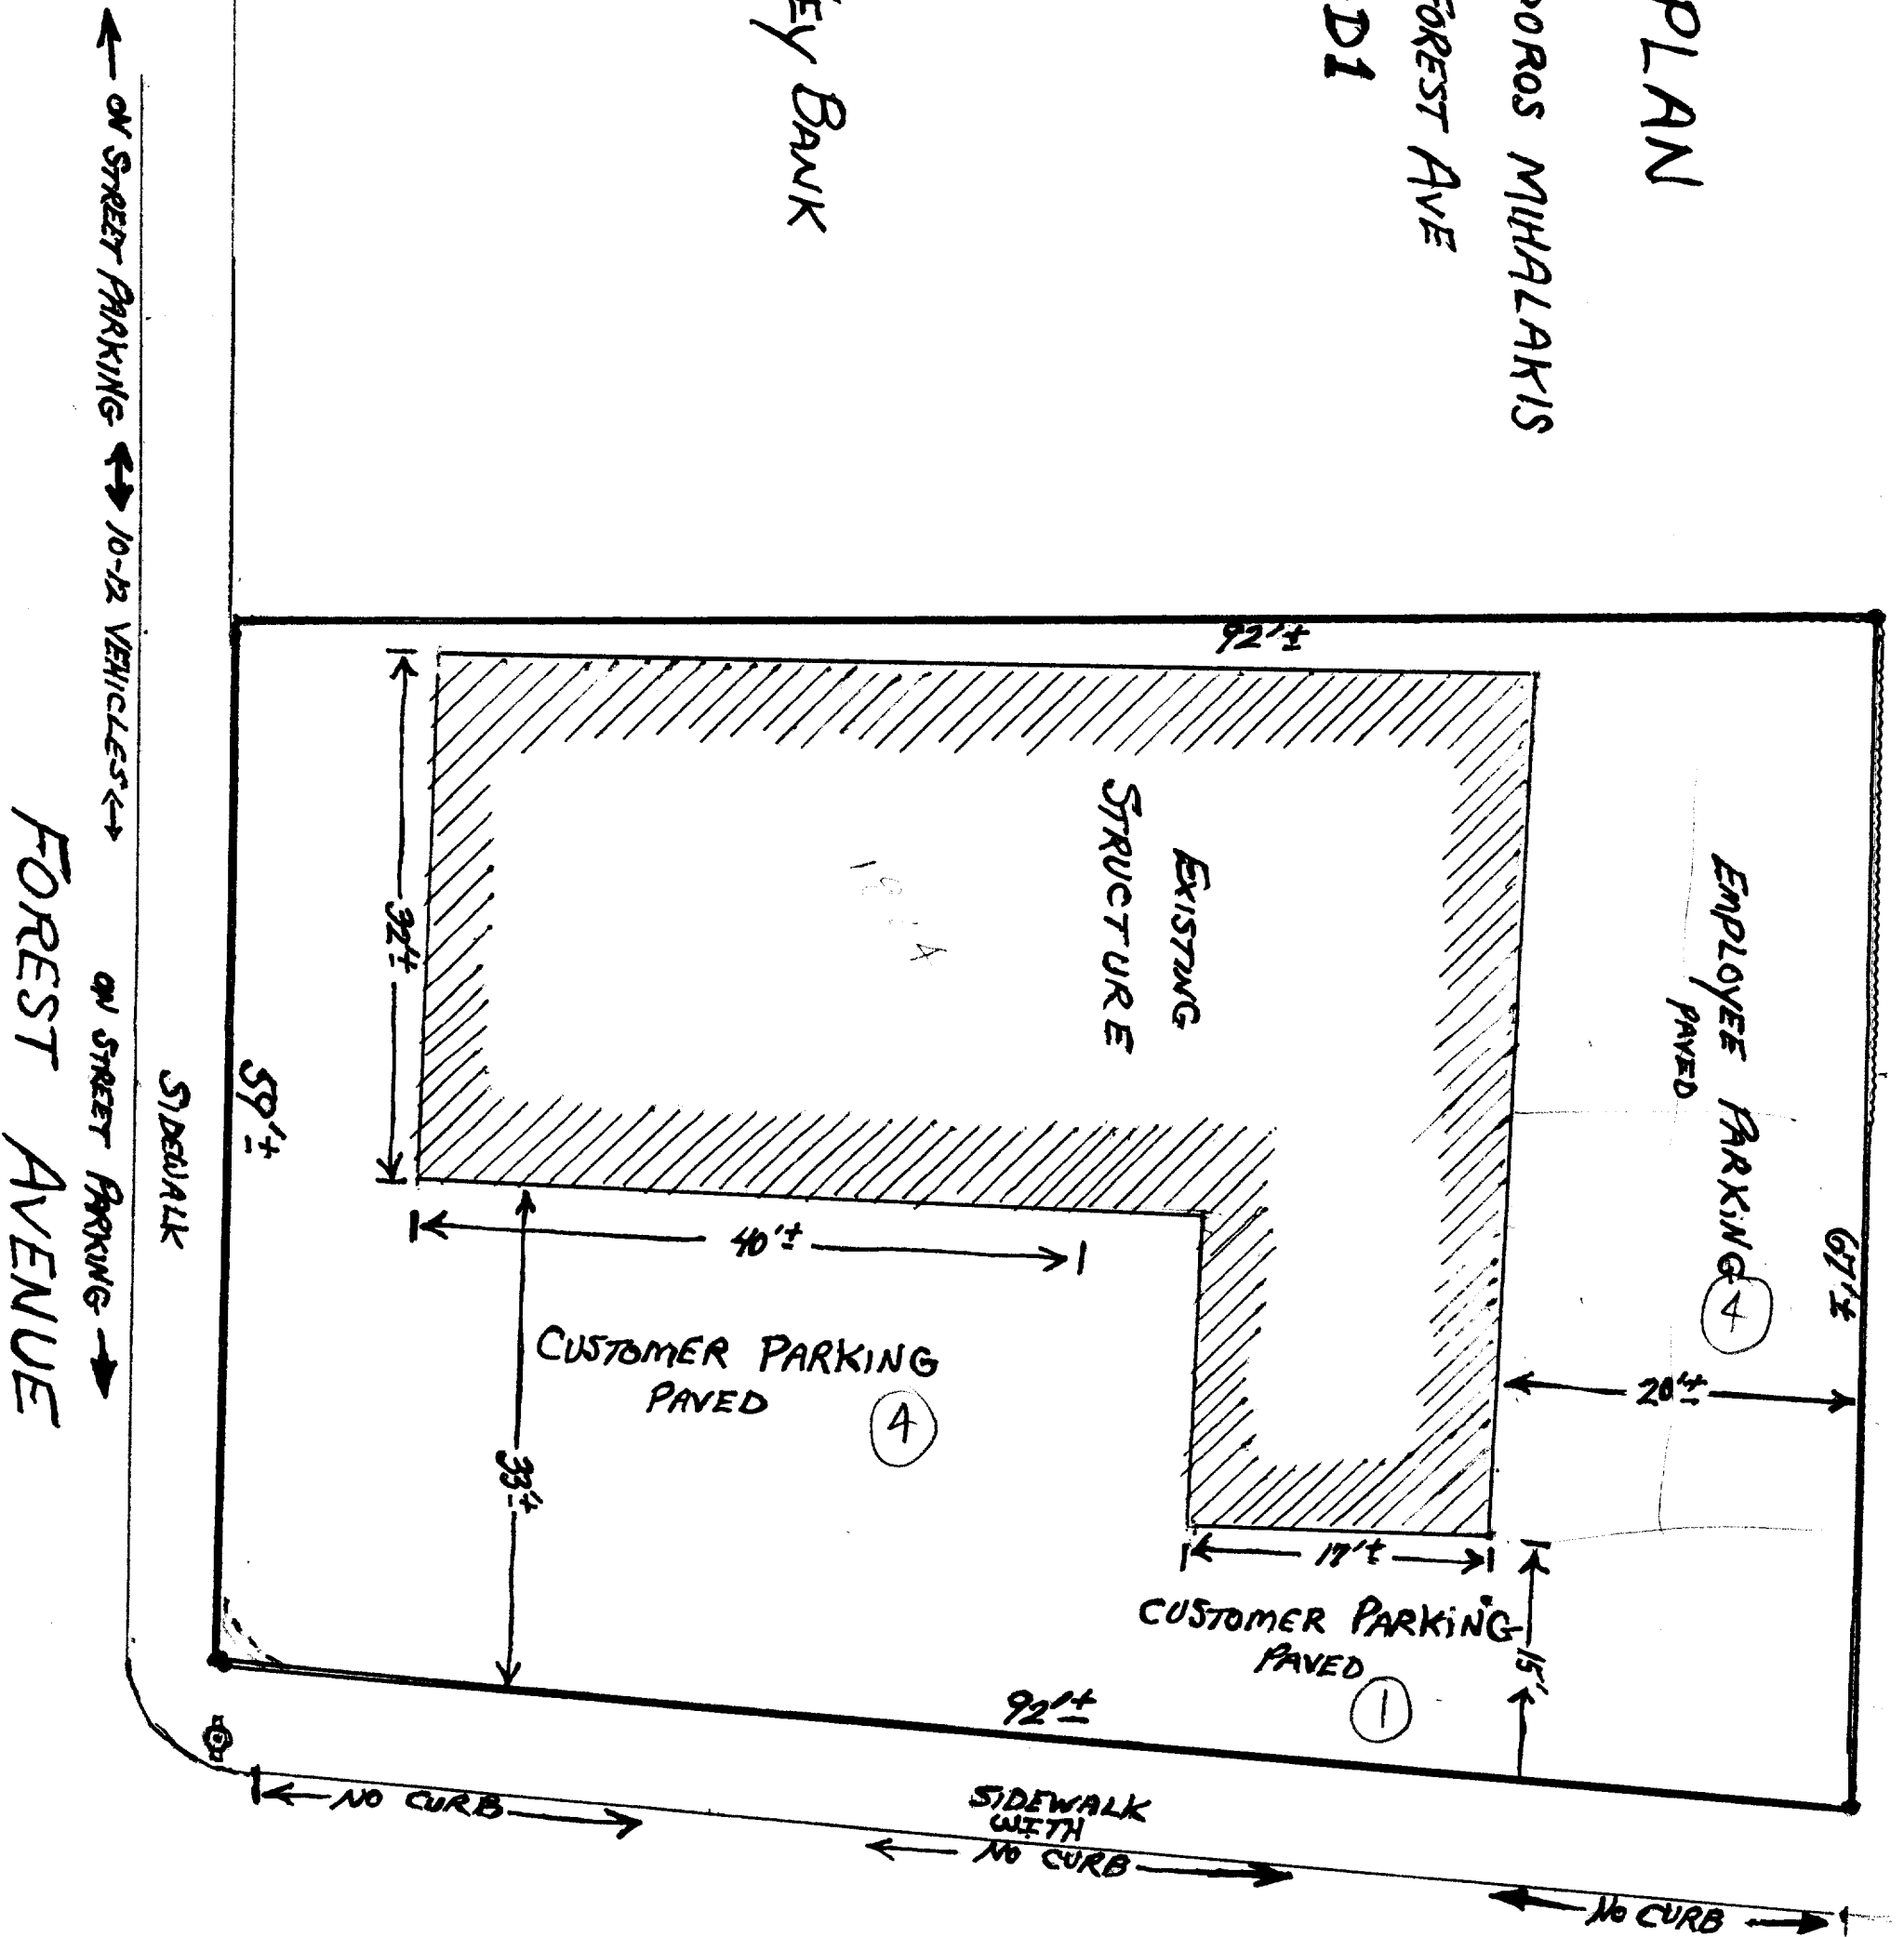 PLAN
OROS MIHALAKIS
FOREST AVE
D1
EY BANK
92'±
67'±
EMPLOYEE PARKING 4
PAVED
20'±
EXISTING
STRUCTURE
32'±
40'±
33'±
CUSTOMER PARKING
PAVED
4
17'±
15'
CUSTOMER PARKING
PAVED
1
92'±
59'±
SIDEWALK
ON STREET PARKING 10-12 VEHICLES
ON STREET PARKING
FOREST AVENUE
NO CURB
SIDEWALK
WITH
NO CURB
NO CURB